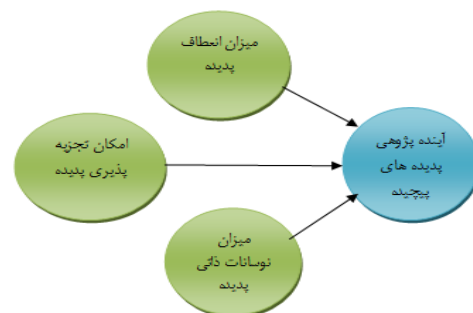 میزان انعطاف
پدیده
امکان تجزیه
پذیری پدیده
میزان
نوسانات ذاتی
پدیده
آینده پژوهی
پدیده های
پیچیده